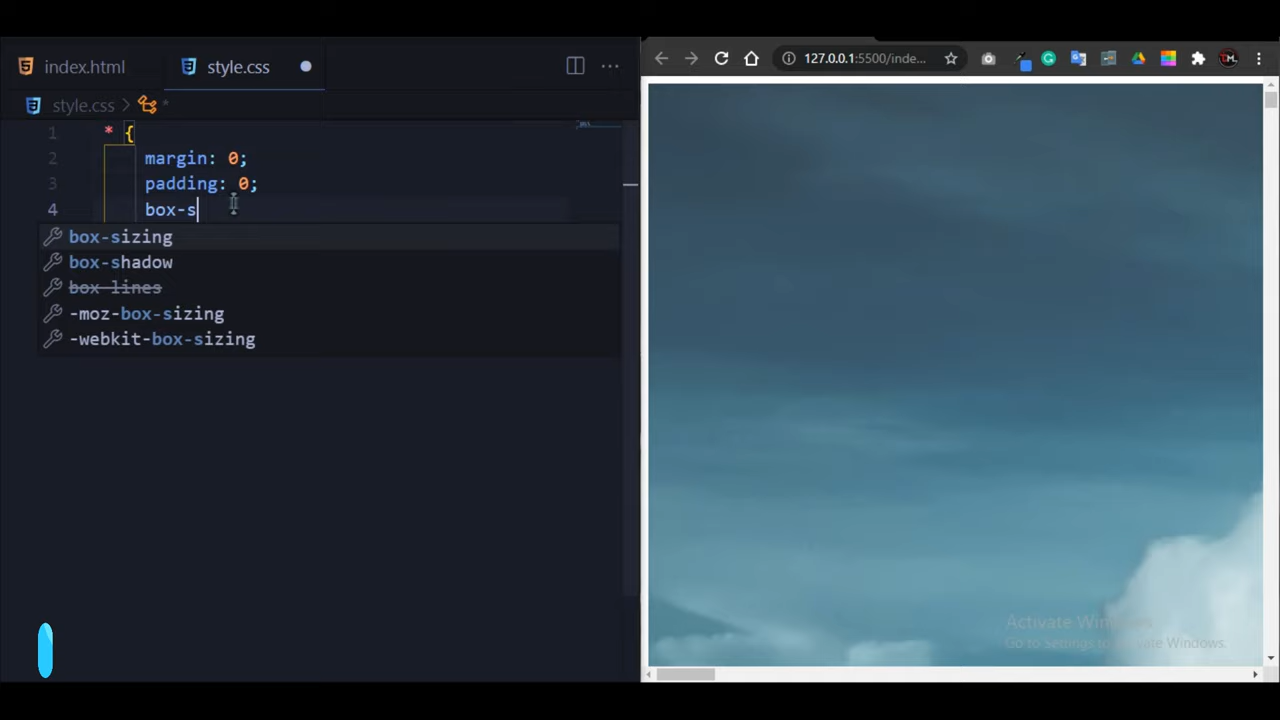 index.html
style.css
127.0.0.1:5500/inde...
style.css > *
1 * {
2 margin: 0;
3 padding: 0;
4 box-s
box-sizing
box-shadow
box-lines
-moz-box-sizing
-webkit-box-sizing
Activate Windows
Go to Settings to Activate Windows.